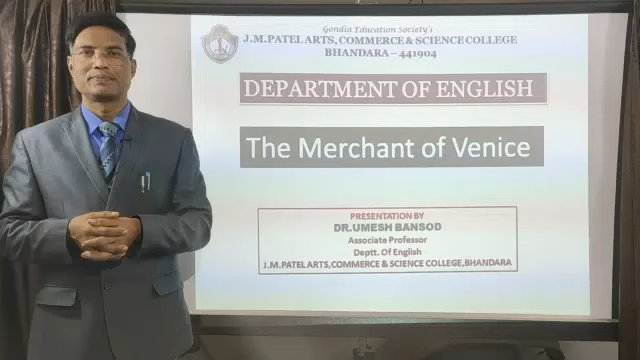 Gondia Education Society's
J.M.PATEL ARTS, COMMERCE & SCIENCE COLLEGE
BHANDARA – 441904
DEPARTMENT OF ENGLISH
The Merchant of Venice
PRESENTATION BY
DR.UMESH BANSOD
Associate Professor
Deptt. Of English
J.M.PATEL ARTS,COMMERCE & SCIENCE COLLEGE,BHANDARA